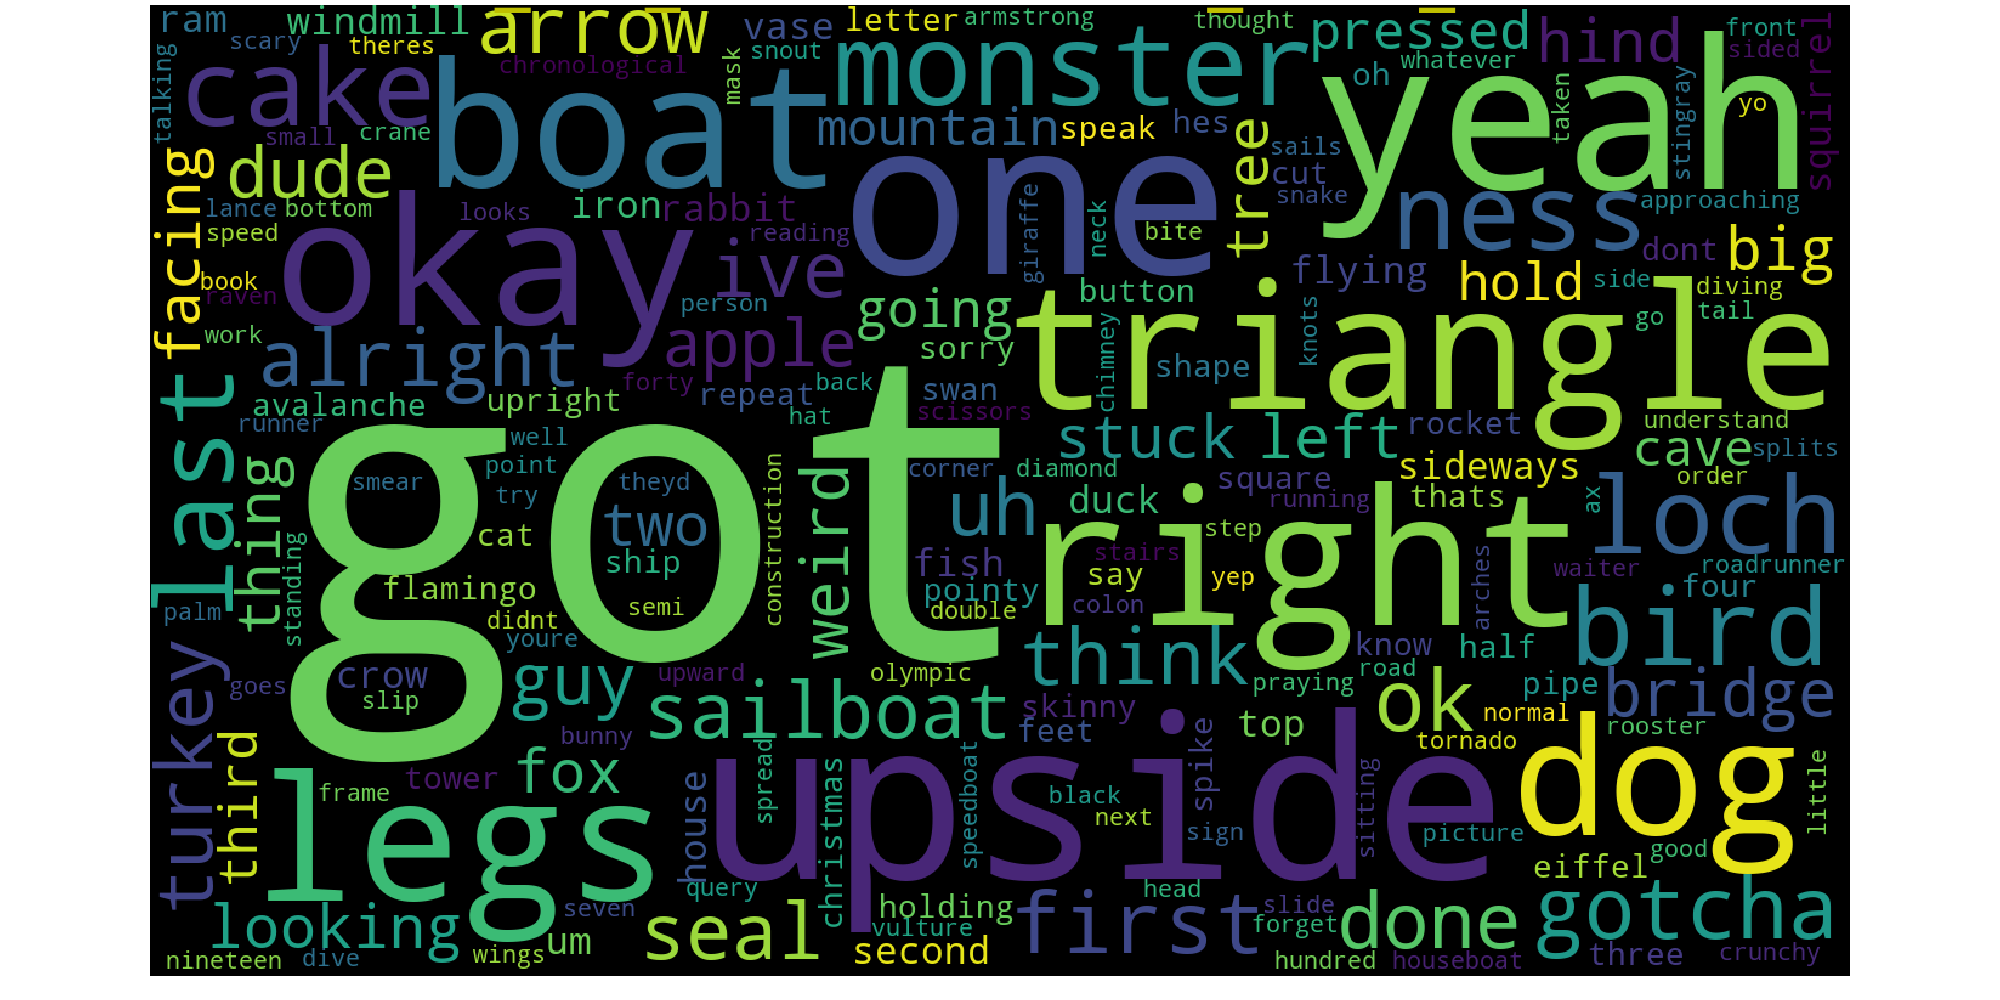 ram
windmill
arrow
vase
letter
armstrong
thought
pressed
hind
front
sided
squirrel
scary
theres
snout
monster
whatever
talking
cake
chronological
mask
boat
oh
yeah
taken
stingray
yo
small
crane
mountain
speak
hes
tree
sails
cut
snake
dude
one
facing
lance
bottom
looks
iron
rabbit
giraffe
neck
ness
approaching
speed
okay
ive
reading
bite
dont
big
book
raven
person
going
button
flying
hold
side
diving
tail
work
apple
sorry
triangle
knots
go
alright
chimney
shape
last
forty
repeat
back
swan
avalanche
upright
hat
scissors
understand
runner
well
got
stuck
left
rocket
cave
splits
thing
point
weird
corner
diamond
square
sideways
order
smear
try
theyd
construction
uh
duck
running
thats
ax
loch
cat
two
right
step
standing
ship
fish
stairs
arches
waiter
roadrunner
flamingo
pointy
say
yep
four
palm
semi
double
colon
bird
didnt
youre
think
know
half
turkey
crow
guy
upward
olympic
praying
road
pipe
bridge
goes
slip
sailboat
skinny
ok
normal
third
bunny
feet
spike
top
tornado
rooster
tower
fox
spread
christmas
speedboat
upside
dog
little
frame
legs
house
black
next
sign
sitting
picture
good
eiffel
query
head
looking
seven
seal
holding
first
slide
done
gotcha
vulture
forget
nineteen
dive
wings
um
second
hundred
houseboat
three
crunchy